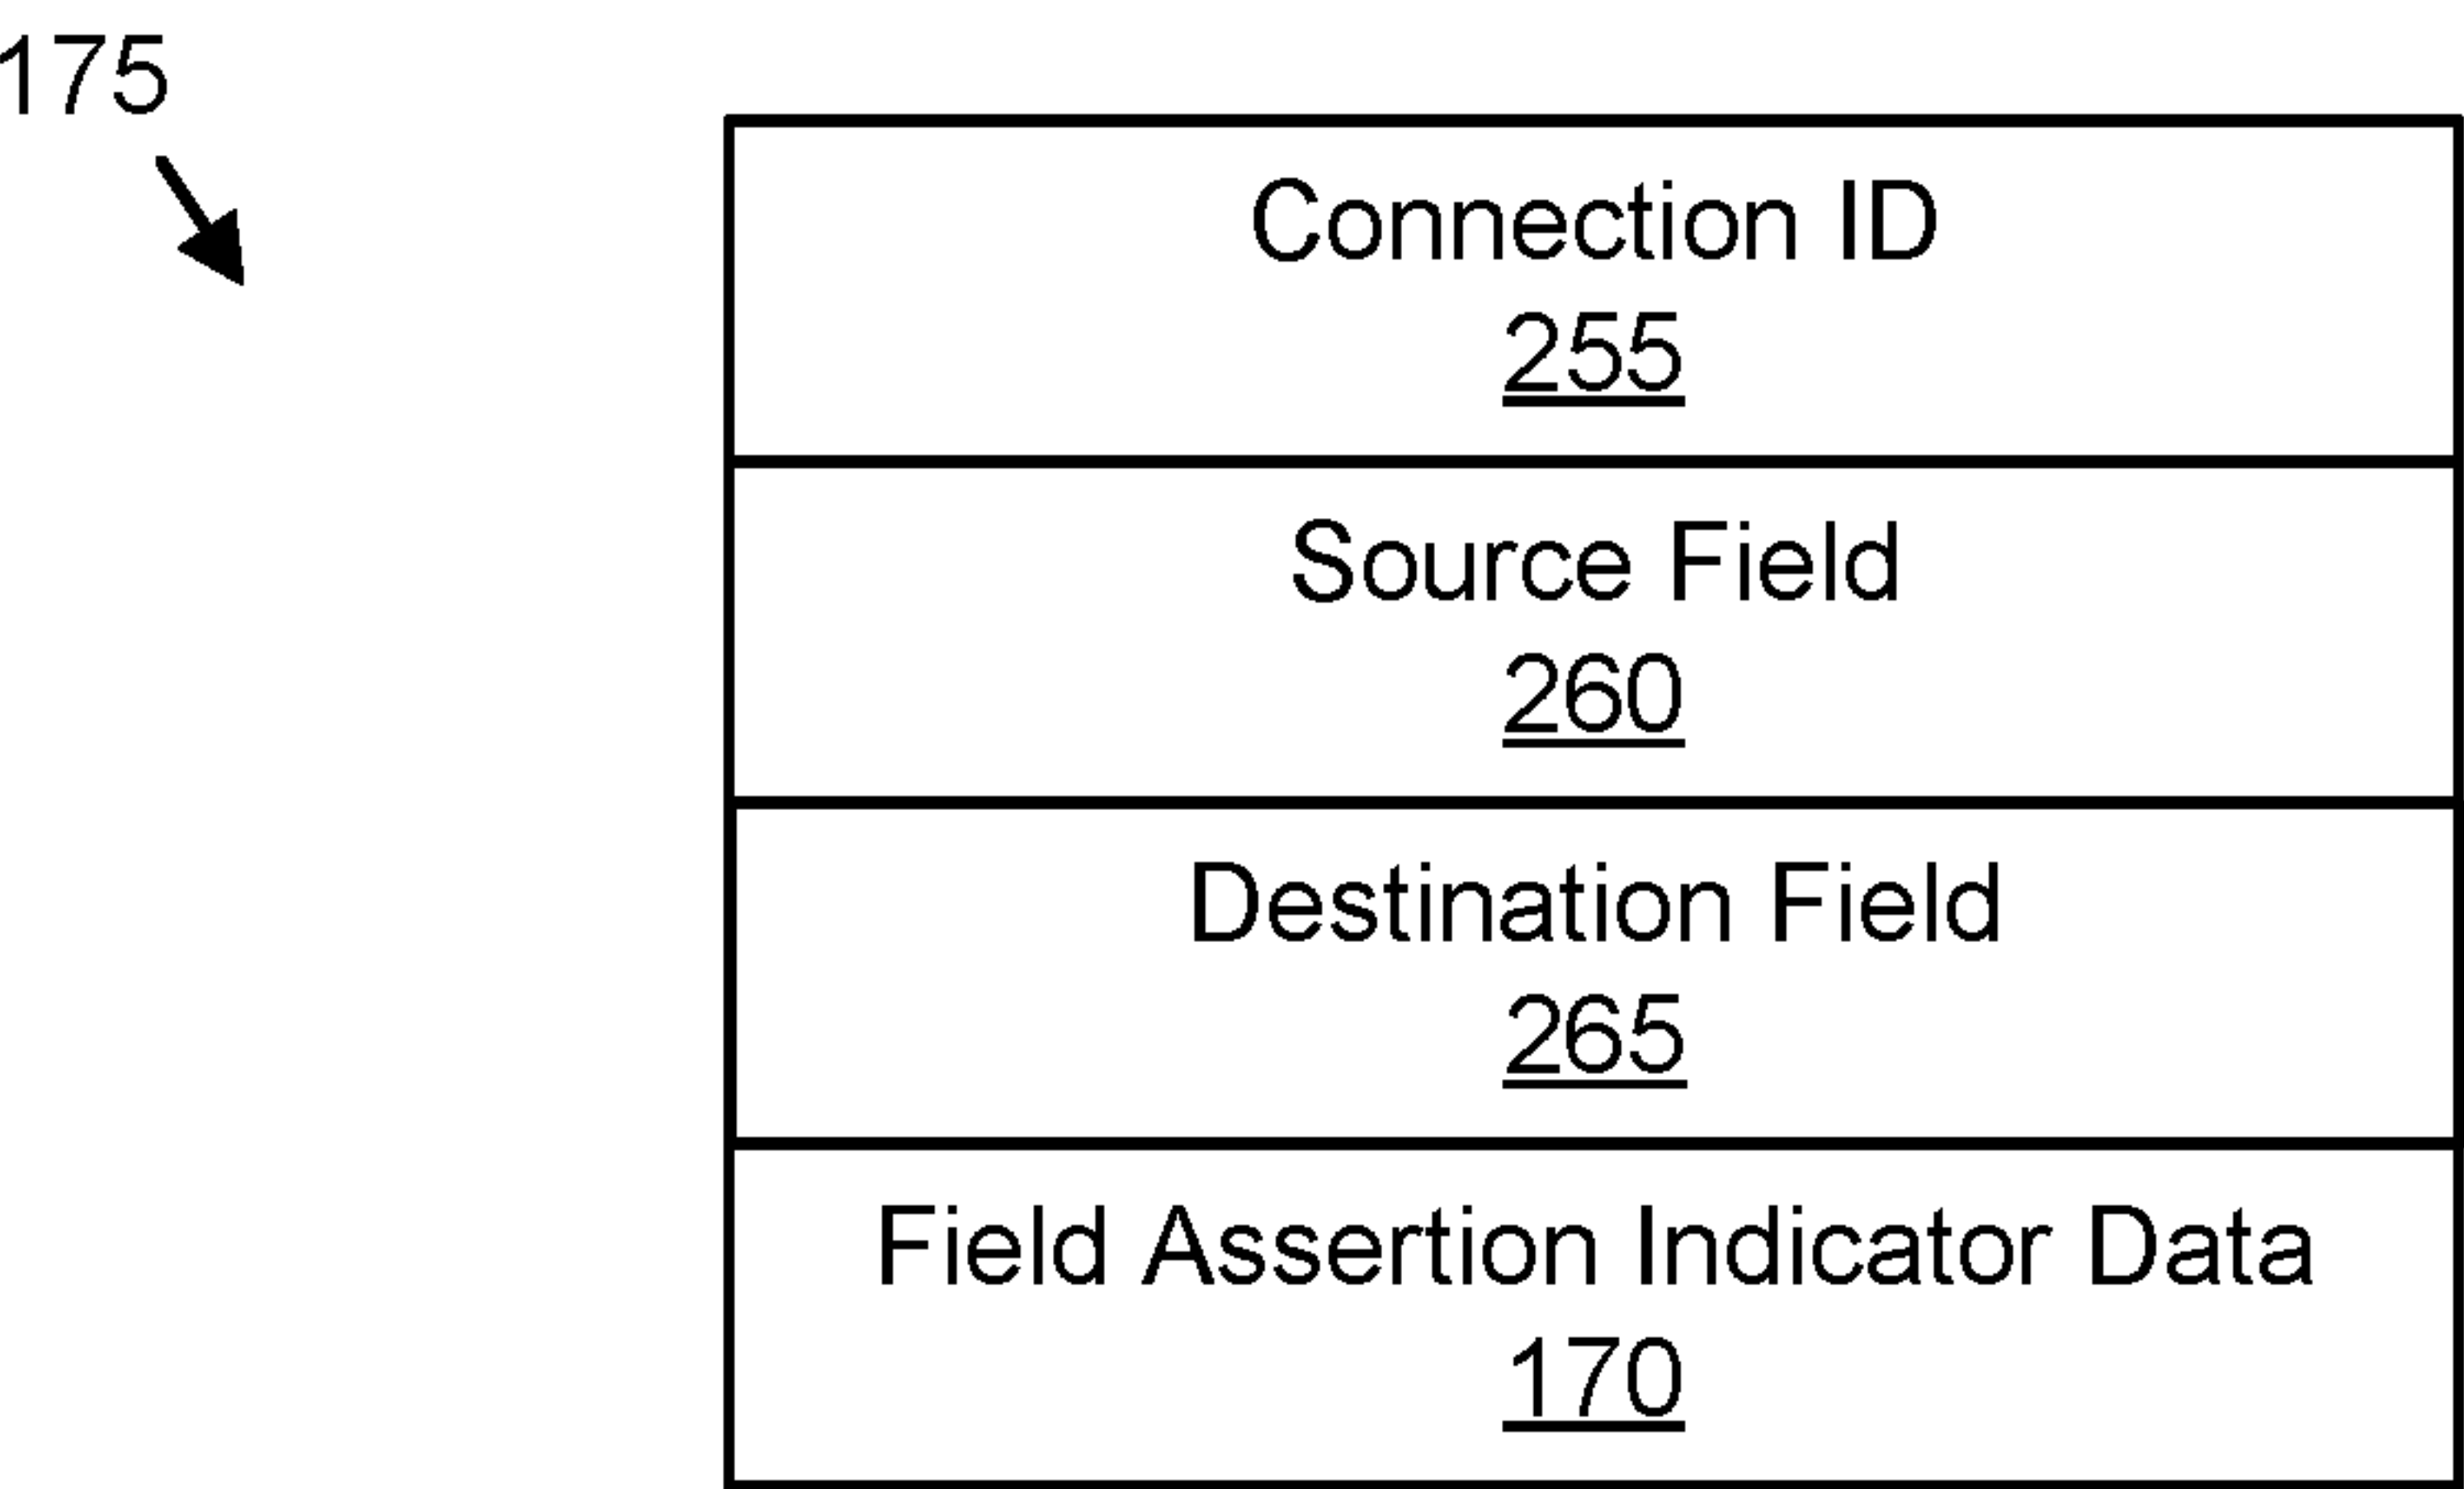 175
Connection ID
255
Source Field
260
Destination Field
265
Field Assertion Indicator Data
170